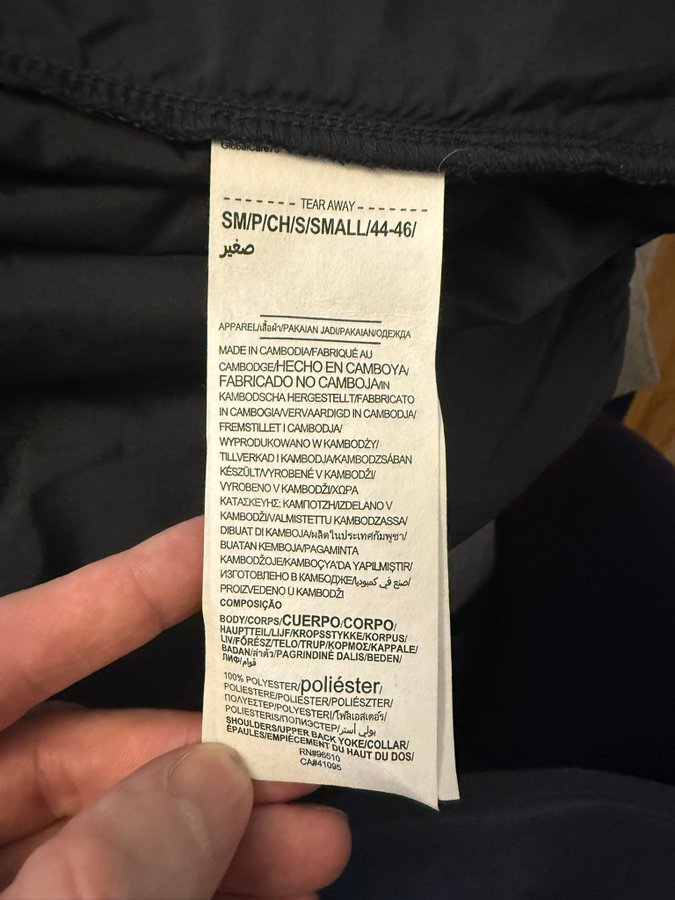 TEAR AWAY
SM/P/CH/S/SMALL/44-46/
صغير
APPAREL/เสื้อผ้า/PAKAIAN JADI/PAKAIAN/ОДЕЖДА
MADE IN CAMBODIA/FABRIQUÉ AU
CAMBODGE/HECHO EN CAMBOYA/
FABRICADO NO CAMBOJA/IN
KAMBODSCHA HERGESTELLT/FABBRICATO
IN CAMBOGIA/VERVAARDIGD IN CAMBODJA/
FREMSTILLET I CAMBODJA/
WYPRODUKOWANO W KAMBODŻY/
TILLVERKAD I KAMBODJA/KAMBODZSÁBAN
KÉSZÜLT/VYROBENÉ V KAMBODŽI/
VYROBENO V KAMBODŽI/ΧΩΡΑ
ΚΑΤΑΣΚΕΥΗΣ: ΚΑΜΠΟΤΖΗ/IZDELANO V
KAMBODŽI/VALMISTETTU KAMBODZASSA/
DIBUAT DI KAMBOJA/ผลิตในประเทศกัมพูชา/
BUATAN KEMBOJA/PAGAMINTA
KAMBODŽOJE/KAMBOÇYA'DA YAPILMIŞTIR/
ИЗГОТОВЛЕНО В КАМБОДЖЕ/صنع في كمبوديا/
PROIZVEDENO U KAMBODŽI
COMPOSIÇÃO
BODY/CORPS/CUERPO/CORPO/
HAUPTTEIL/LIJF/KROPSSTYKKE/KORPUS/
LIV/FŐRÉSZ/TELO/TRUP/ΚΟΡΜΟΣ/KAPPALE/
BADAN/ลำตัว/PAGRINDINĖ DALIS/BEDEN/
ЛИФ/قوام/
100% POLYESTER/poliéster/
POLIESTERE/POLIESTER/POLIÉSZTER/
ΠΟΛΥΕΣΤΕΡ/POLYESTERI/โพลีเอสเตอร์/
POLIESTERIS/ПОЛИЭСТЕР/بولي أستر/
SHOULDERS/UPPER BACK YOKE/COLLAR/
ÉPAULES/EMPIÈCEMENT DU HAUT DU DOS/
RN#96510
CA#41095